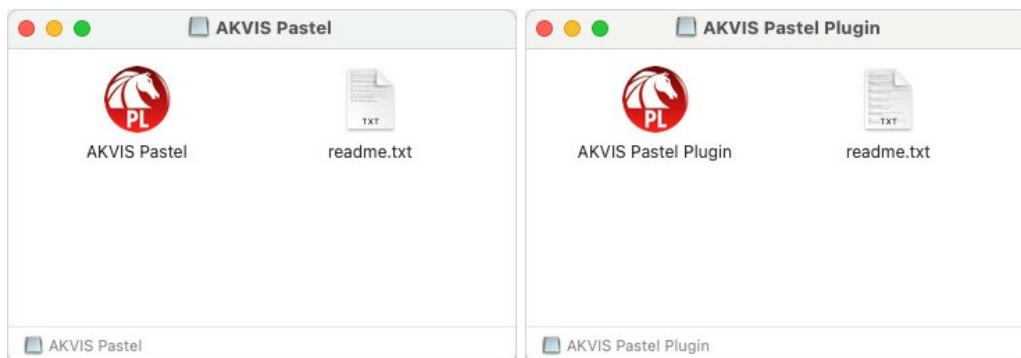 AKVIS Pastel
PL
TXT
AKVIS Pastel
readme.txt
AKVIS Pastel
AKVIS Pastel Plugin
PL
TXT
AKVIS Pastel Plugin
readme.txt
AKVIS Pastel Plugin